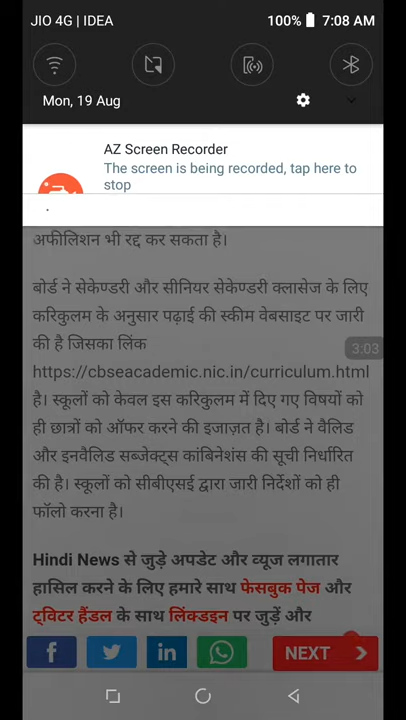 JIO 4G | IDEA 100% 7:08 AM
Mon, 19 Aug
AZ Screen Recorder
The screen is being recorded, tap here to
stop
अफीलिशन भी रद्द कर सकता है।
बोर्ड ने सेकेण्डरी और सीनियर सेकेण्डरी क्लासेज के लिए
करिकुलम के अनुसार पढ़ाई की स्कीम वेबसाइट पर जारी
की है जिसका लिंक
3:03
https://cbseacademic.nic.in/curriculum.html
है। स्कूलों को केवल इस करिकुलम में दिए गए विषयों को
ही छात्रों को ऑफर करने की इजाज़त है। बोर्ड ने वैलिड
और इनवैलिड सब्जेक्ट्स कांबिनेशंस की सूची निर्धारित
की है। स्कूलों को सीबीएसई द्वारा जारी निर्देशों को ही
फॉलो करना है।
Hindi News से जुड़े अपडेट और व्यूज लगातार
हासिल करने के लिए हमारे साथ फेसबुक पेज और
ट्विटर हैंडल के साथ लिंक्डइन पर जुड़ें और
NEXT